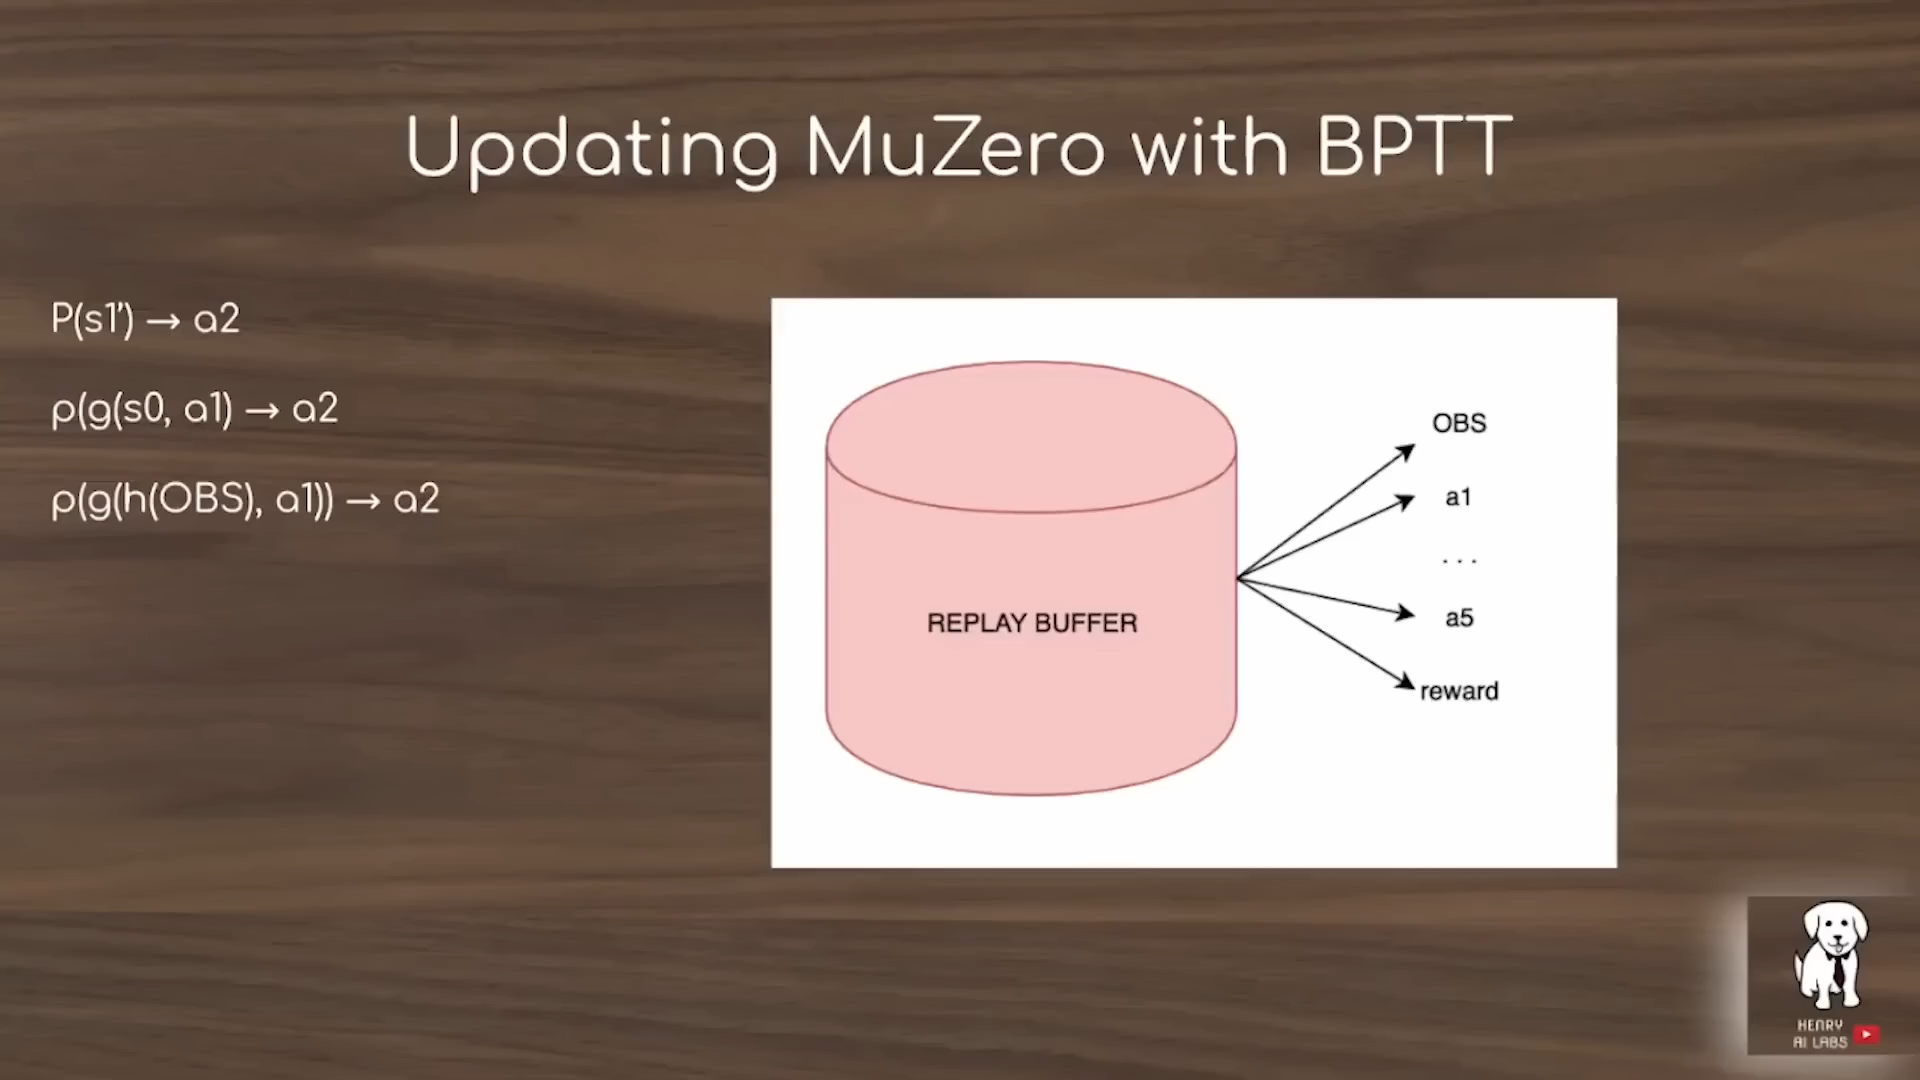 Updating MuZero with BPTT
P(s1') → a2
p(g(s0, a1) → a2
p(g(h(OBS), a1)) → a2
REPLAY BUFFER
OBS
a1
...
a5
reward
HENRY
AI LABS